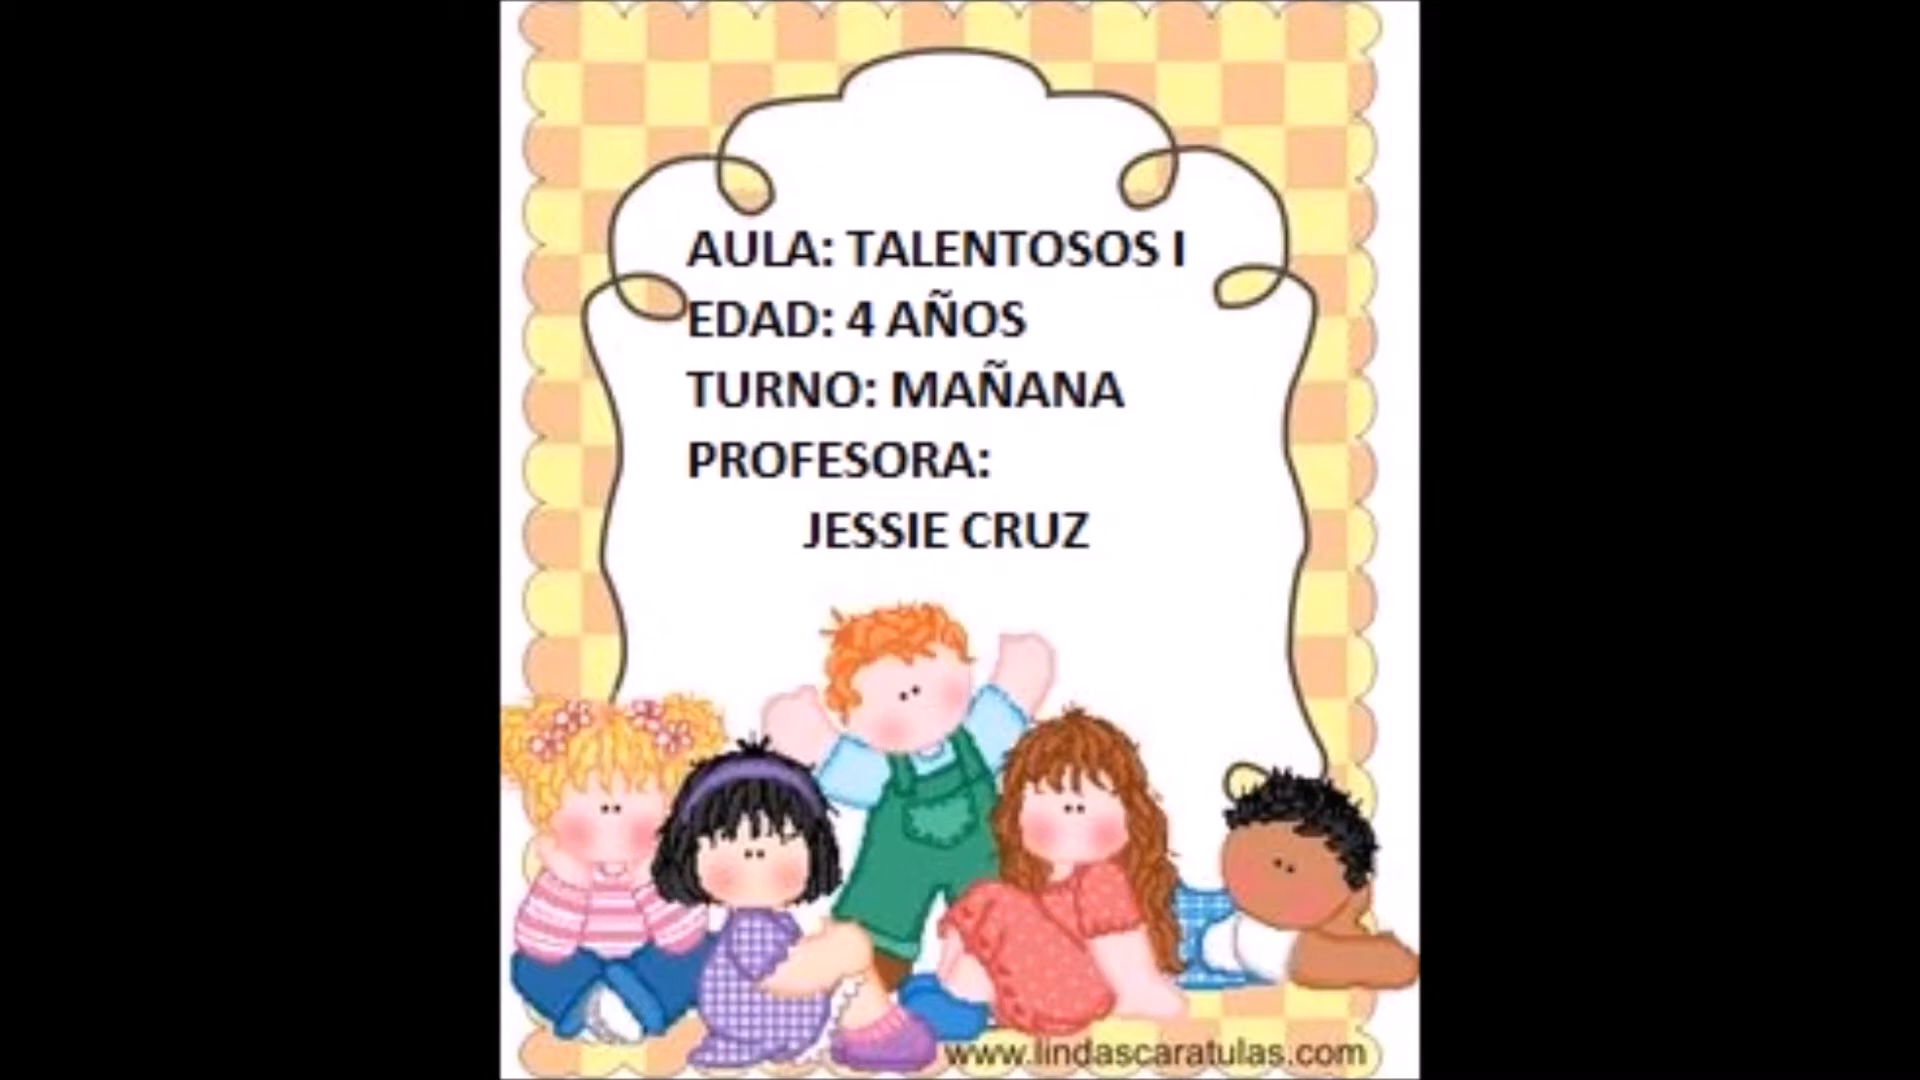 AULA: TALENTOSOS I
EDAD: 4 AÑOS
TURNO: MAÑANA
PROFESORA:
JESSIE CRUZ
www.lindascaratulas.com